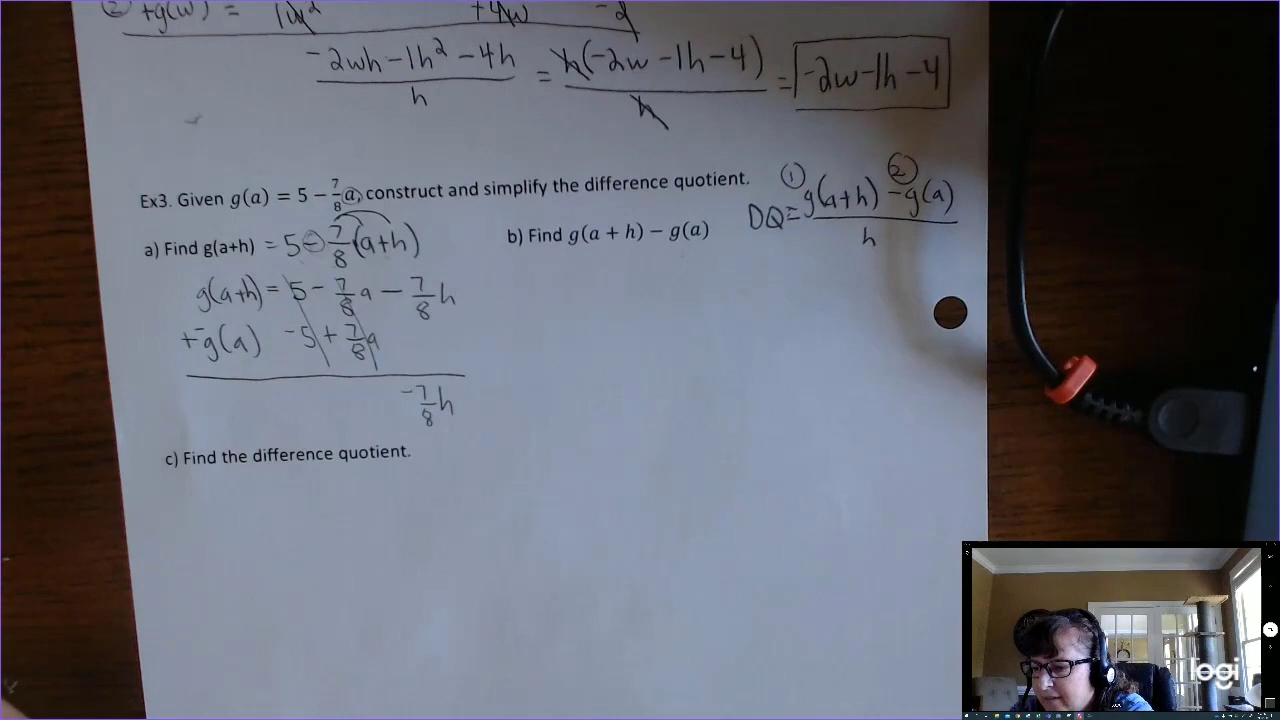 ② +g(w) = 1w² +4w -2
-2wh - 1h² - 4h / h = h(-2w - 1h - 4) / h = -2w - 1h - 4
Ex3. Given g(a) = 5 − 7/8 a, construct and simplify the difference quotient.
① ②
DQ = g(a+h) - g(a) / h
a) Find g(a+h) = 5 - 7/8 (a+h)
b) Find g(a + h) − g(a)
g(a+h) = 5 - 7/8 a - 7/8 h
+ -g(a) -5 + 7/8 a
-7/8 h
c) Find the difference quotient.
logi